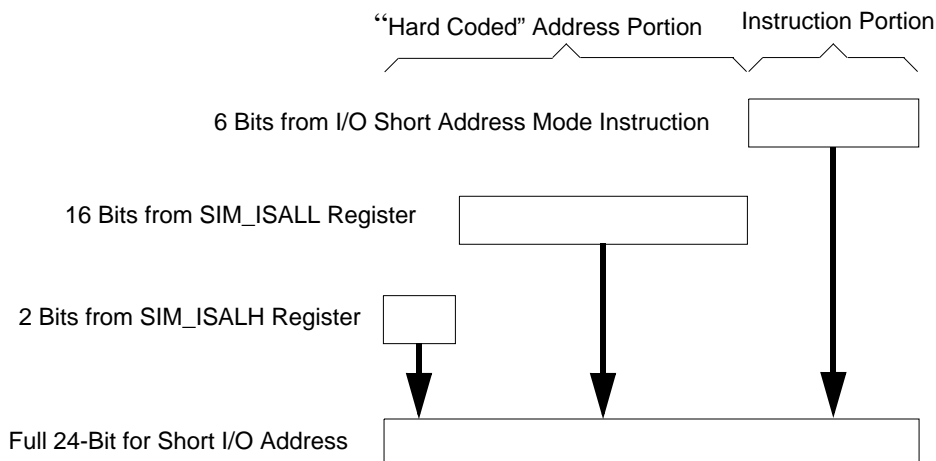 “Hard Coded” Address Portion
Instruction Portion
6 Bits from I/O Short Address Mode Instruction
16 Bits from SIM_ISALL Register
2 Bits from SIM_ISALH Register
Full 24-Bit for Short I/O Address